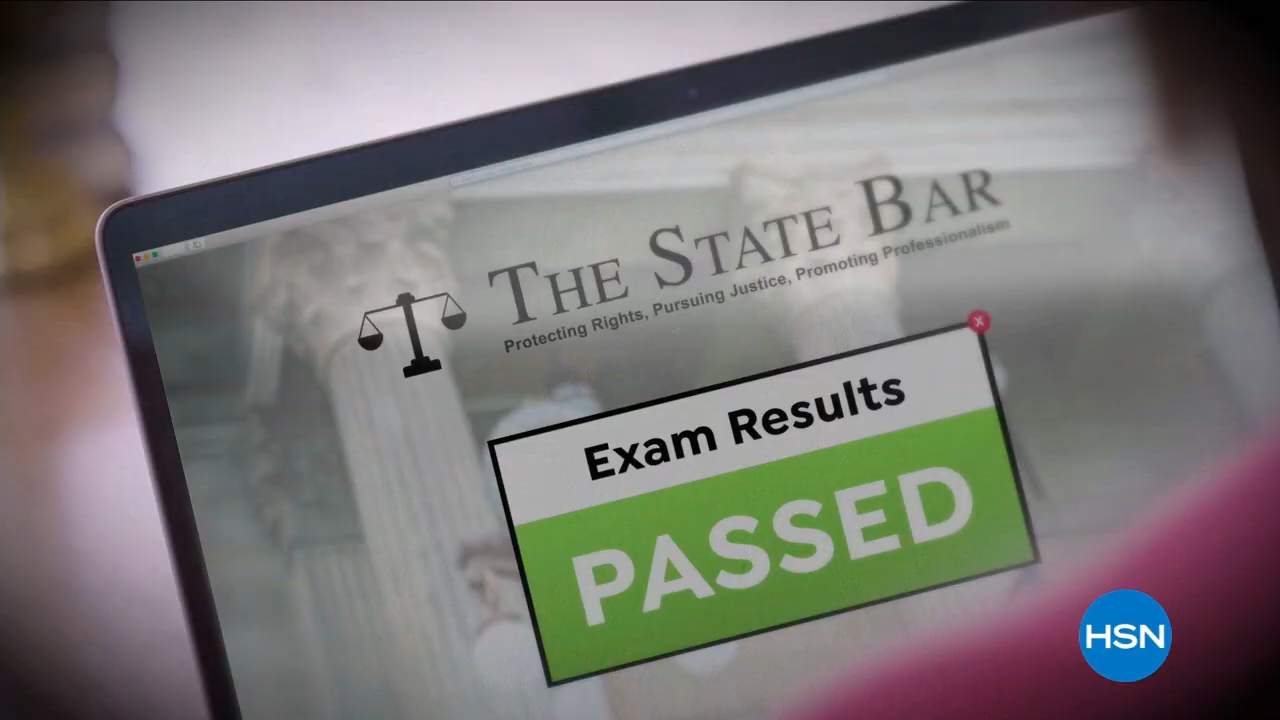 THE STATE BAR
Protecting Rights, Pursuing Justice, Promoting Professionalism
X
Exam Results
PASSED
HSN